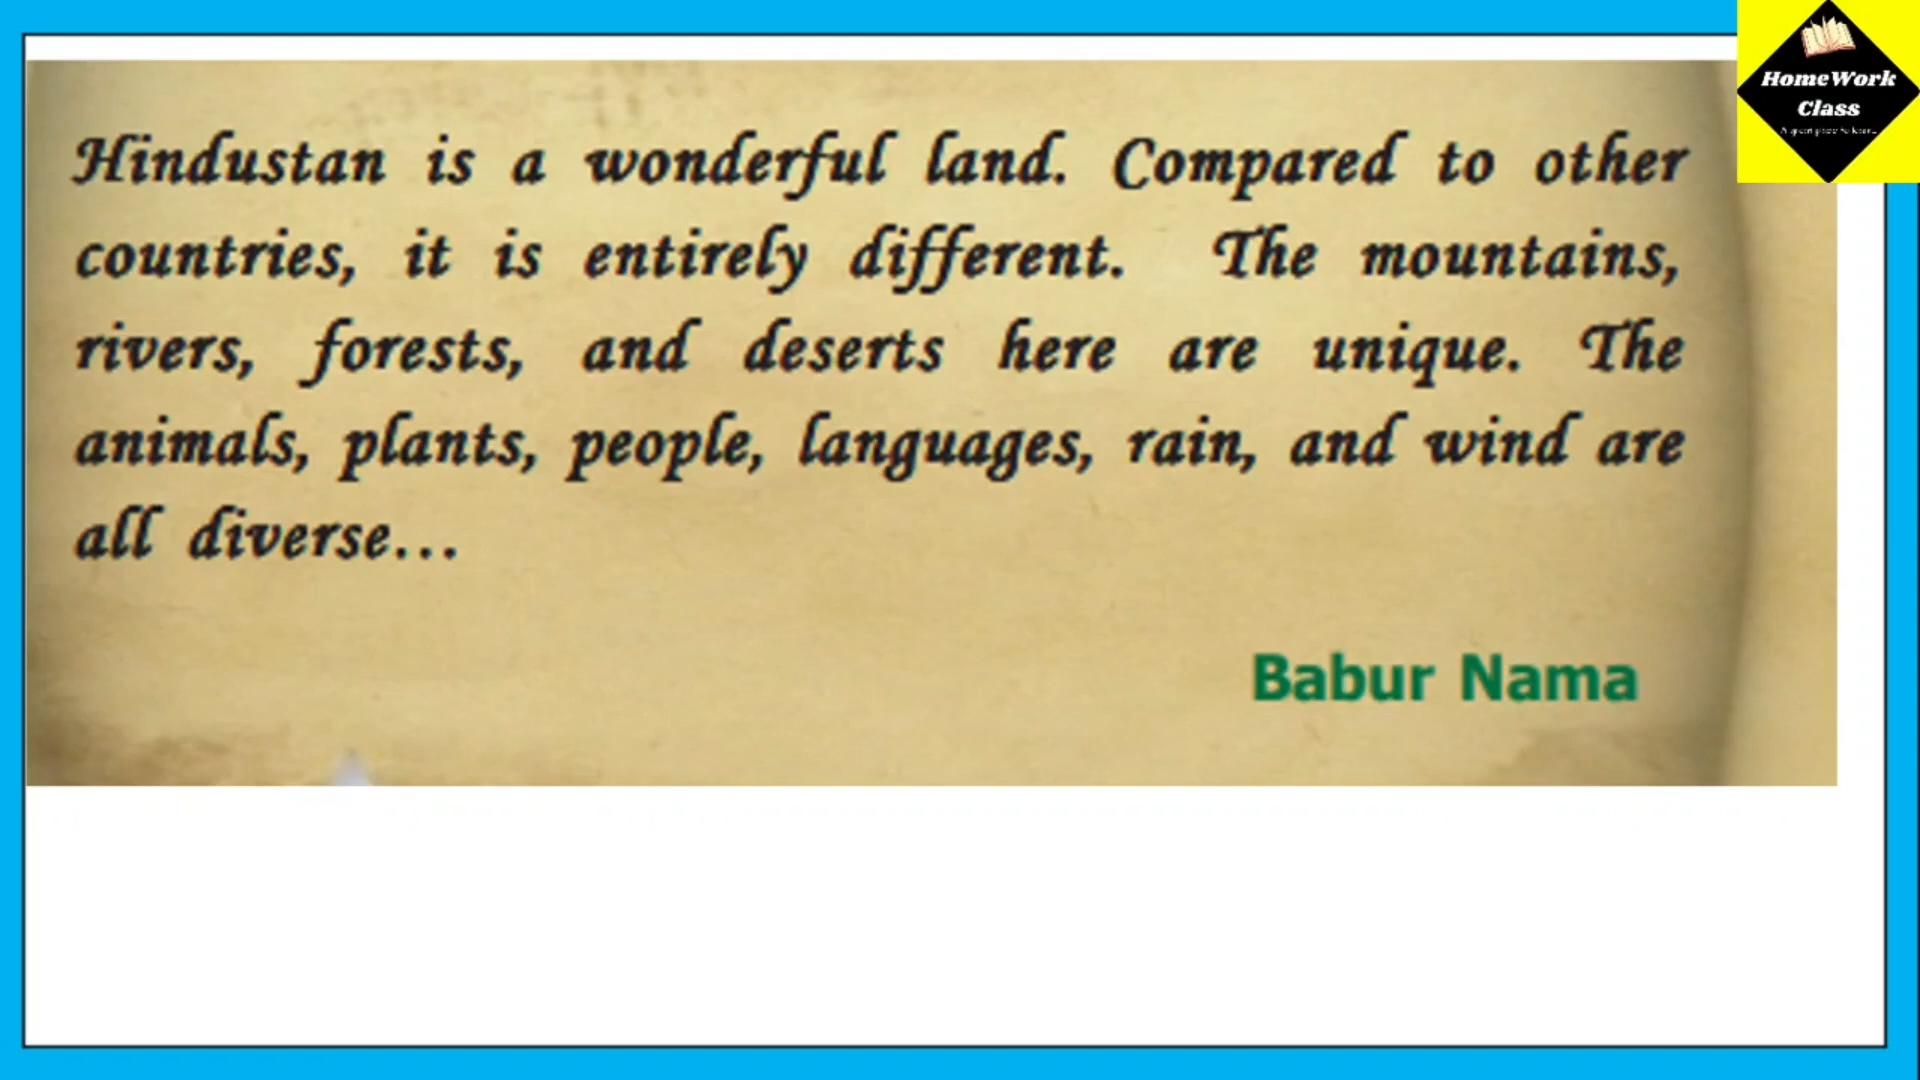 HomeWork
Class
Hindustan is a wonderful land. Compared to other
countries, it is entirely different. The mountains,
rivers, forests, and deserts here are unique. The
animals, plants, people, languages, rain, and wind are
all diverse...
Babur Nama